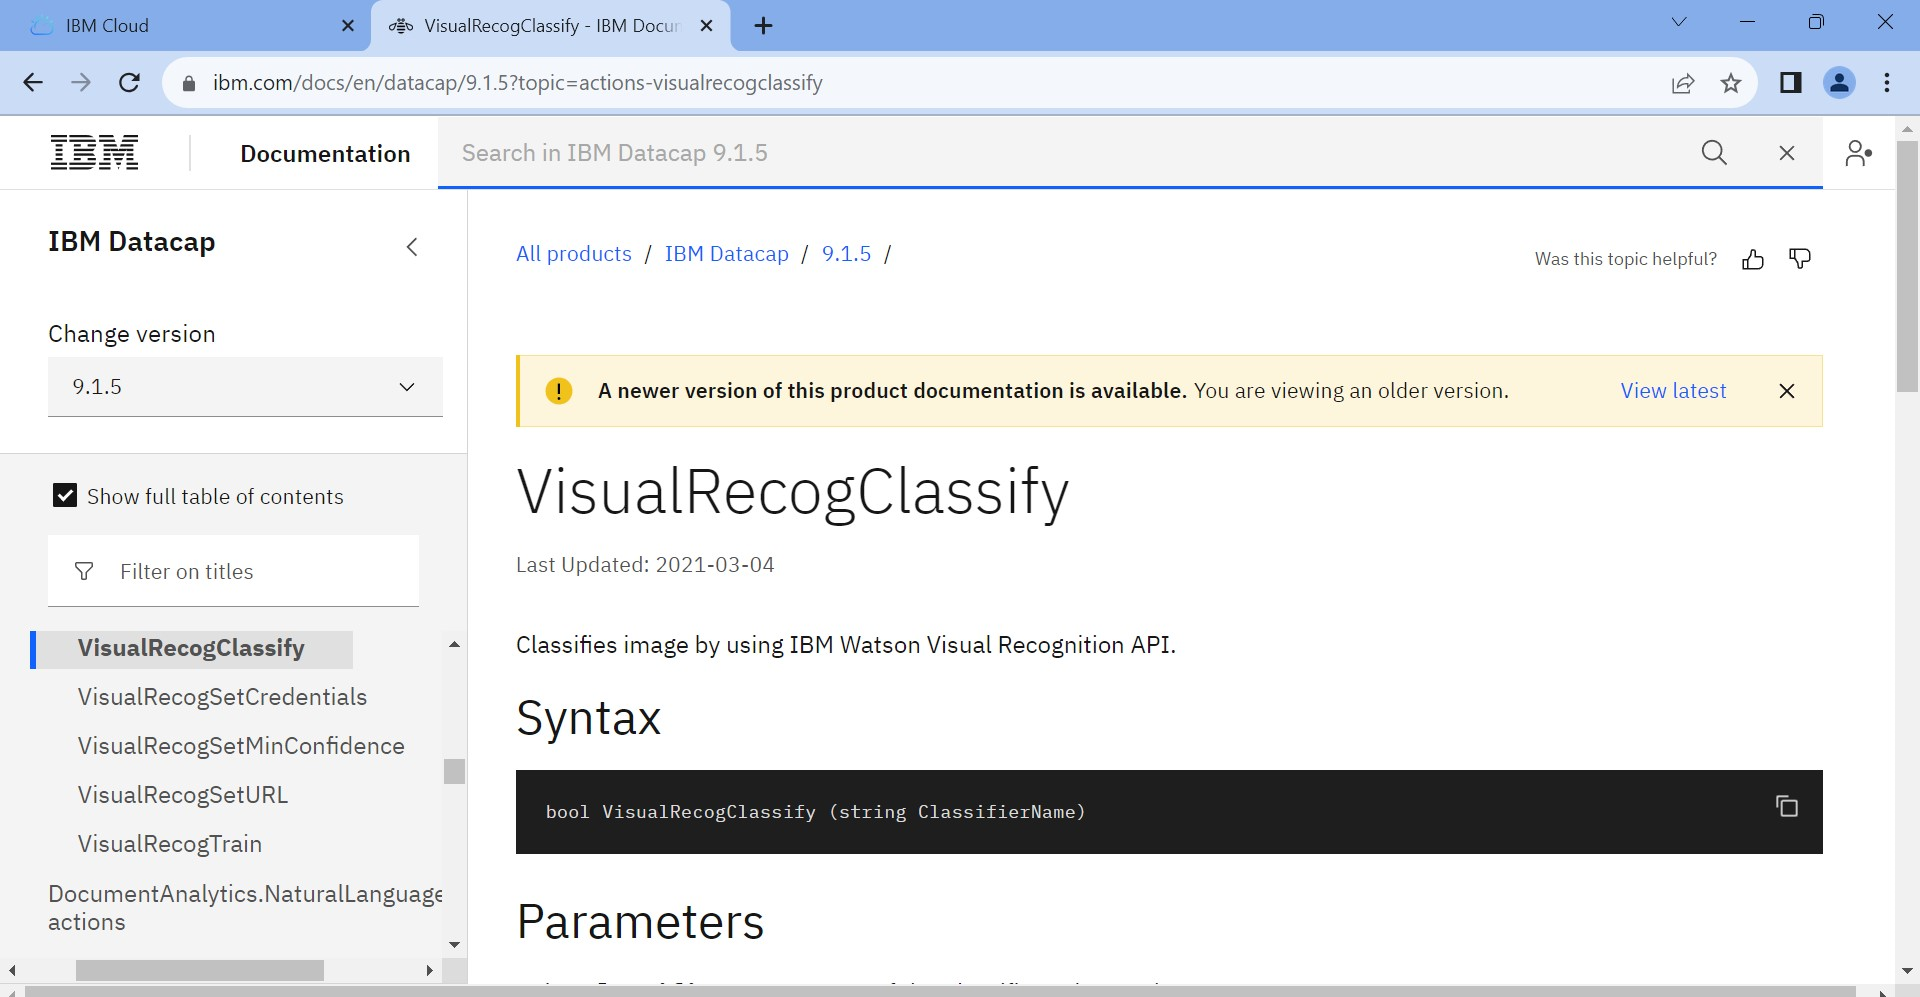 IBM Cloud
VisualRecogClassify - IBM Docu
ibm.com/docs/en/datacap/9.1.5?topic=actions-visualrecogclassify
IBM
Documentation
Search in IBM Datacap 9.1.5
IBM Datacap
Change version
9.1.5
Show full table of contents
Filter on titles
VisualRecogClassify
VisualRecogSetCredentials
VisualRecogSetMinConfidence
VisualRecogSetURL
VisualRecogTrain
DocumentAnalytics.NaturalLanguage
actions
All products / IBM Datacap / 9.1.5 /
Was this topic helpful?
A newer version of this product documentation is available. You are viewing an older version.
View latest
VisualRecogClassify
Last Updated: 2021-03-04
Classifies image by using IBM Watson Visual Recognition API.
Syntax
bool VisualRecogClassify (string ClassifierName)
Parameters